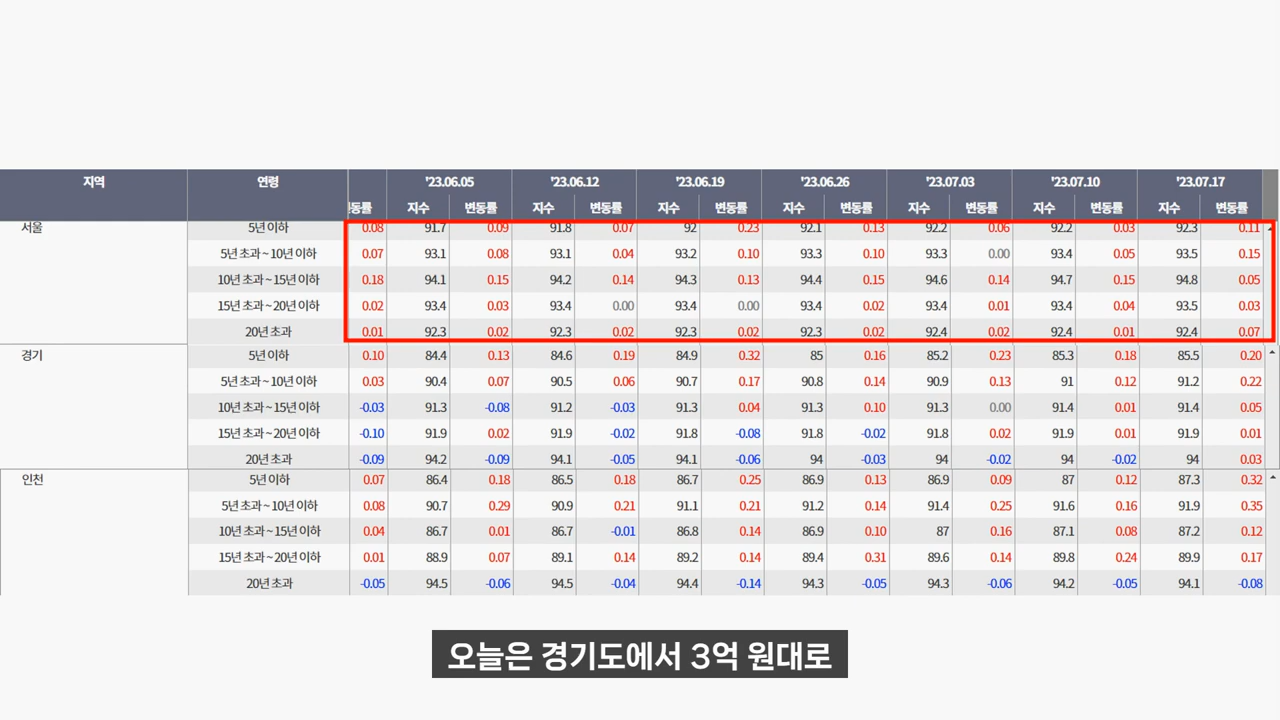 지역 연령 '23.06.05 '23.06.12 '23.06.19 '23.06.26 '23.07.03 '23.07.10 '23.07.17
동률 지수 변동률 지수 변동률 지수 변동률 지수 변동률 지수 변동률 지수 변동률 지수 변동률
서울 5년 이하 0.08 91.7 0.09 91.8 0.07 92 0.23 92.1 0.13 92.2 0.06 92.2 0.03 92.3 0.11
5년 초과 ~ 10년 이하 0.07 93.1 0.08 93.1 0.04 93.2 0.10 93.3 0.10 93.3 0.00 93.4 0.05 93.5 0.15
10년 초과 ~ 15년 이하 0.18 94.1 0.15 94.2 0.14 94.3 0.13 94.4 0.15 94.6 0.14 94.7 0.15 94.8 0.05
15년 초과 ~ 20년 이하 0.02 93.4 0.03 93.4 0.00 93.4 0.00 93.4 0.02 93.4 0.01 93.4 0.04 93.5 0.03
20년 초과 0.01 92.3 0.02 92.3 0.02 92.3 0.02 92.3 0.02 92.4 0.02 92.4 0.01 92.4 0.07
경기 5년 이하 0.10 84.4 0.13 84.6 0.19 84.9 0.32 85 0.16 85.2 0.23 85.3 0.18 85.5 0.20
5년 초과 ~ 10년 이하 0.03 90.4 0.07 90.5 0.06 90.7 0.17 90.8 0.14 90.9 0.13 91 0.12 91.2 0.22
10년 초과 ~ 15년 이하 -0.03 91.3 -0.08 91.2 -0.03 91.3 0.04 91.3 0.10 91.3 0.00 91.4 0.01 91.4 0.05
15년 초과 ~ 20년 이하 -0.10 91.9 0.02 91.9 -0.02 91.8 -0.08 91.8 -0.02 91.8 0.02 91.9 0.01 91.9 0.01
20년 초과 -0.09 94.2 -0.09 94.1 -0.05 94.1 -0.06 94 -0.03 94 -0.02 94 -0.02 94 0.03
인천 5년 이하 0.07 86.4 0.18 86.5 0.18 86.7 0.25 86.9 0.13 86.9 0.09 87 0.12 87.3 0.32
5년 초과 ~ 10년 이하 0.08 90.7 0.29 90.9 0.21 91.1 0.21 91.2 0.14 91.4 0.25 91.6 0.16 91.9 0.35
10년 초과 ~ 15년 이하 0.04 86.7 0.01 86.7 -0.01 86.8 0.14 86.9 0.10 87 0.16 87.1 0.08 87.2 0.12
15년 초과 ~ 20년 이하 0.01 88.9 0.07 89.1 0.14 89.2 0.14 89.4 0.31 89.6 0.14 89.8 0.24 89.9 0.17
20년 초과 -0.05 94.5 -0.06 94.5 -0.04 94.4 -0.14 94.3 -0.05 94.3 -0.06 94.2 -0.05 94.1 -0.08
오늘은 경기도에서 3억 원대로